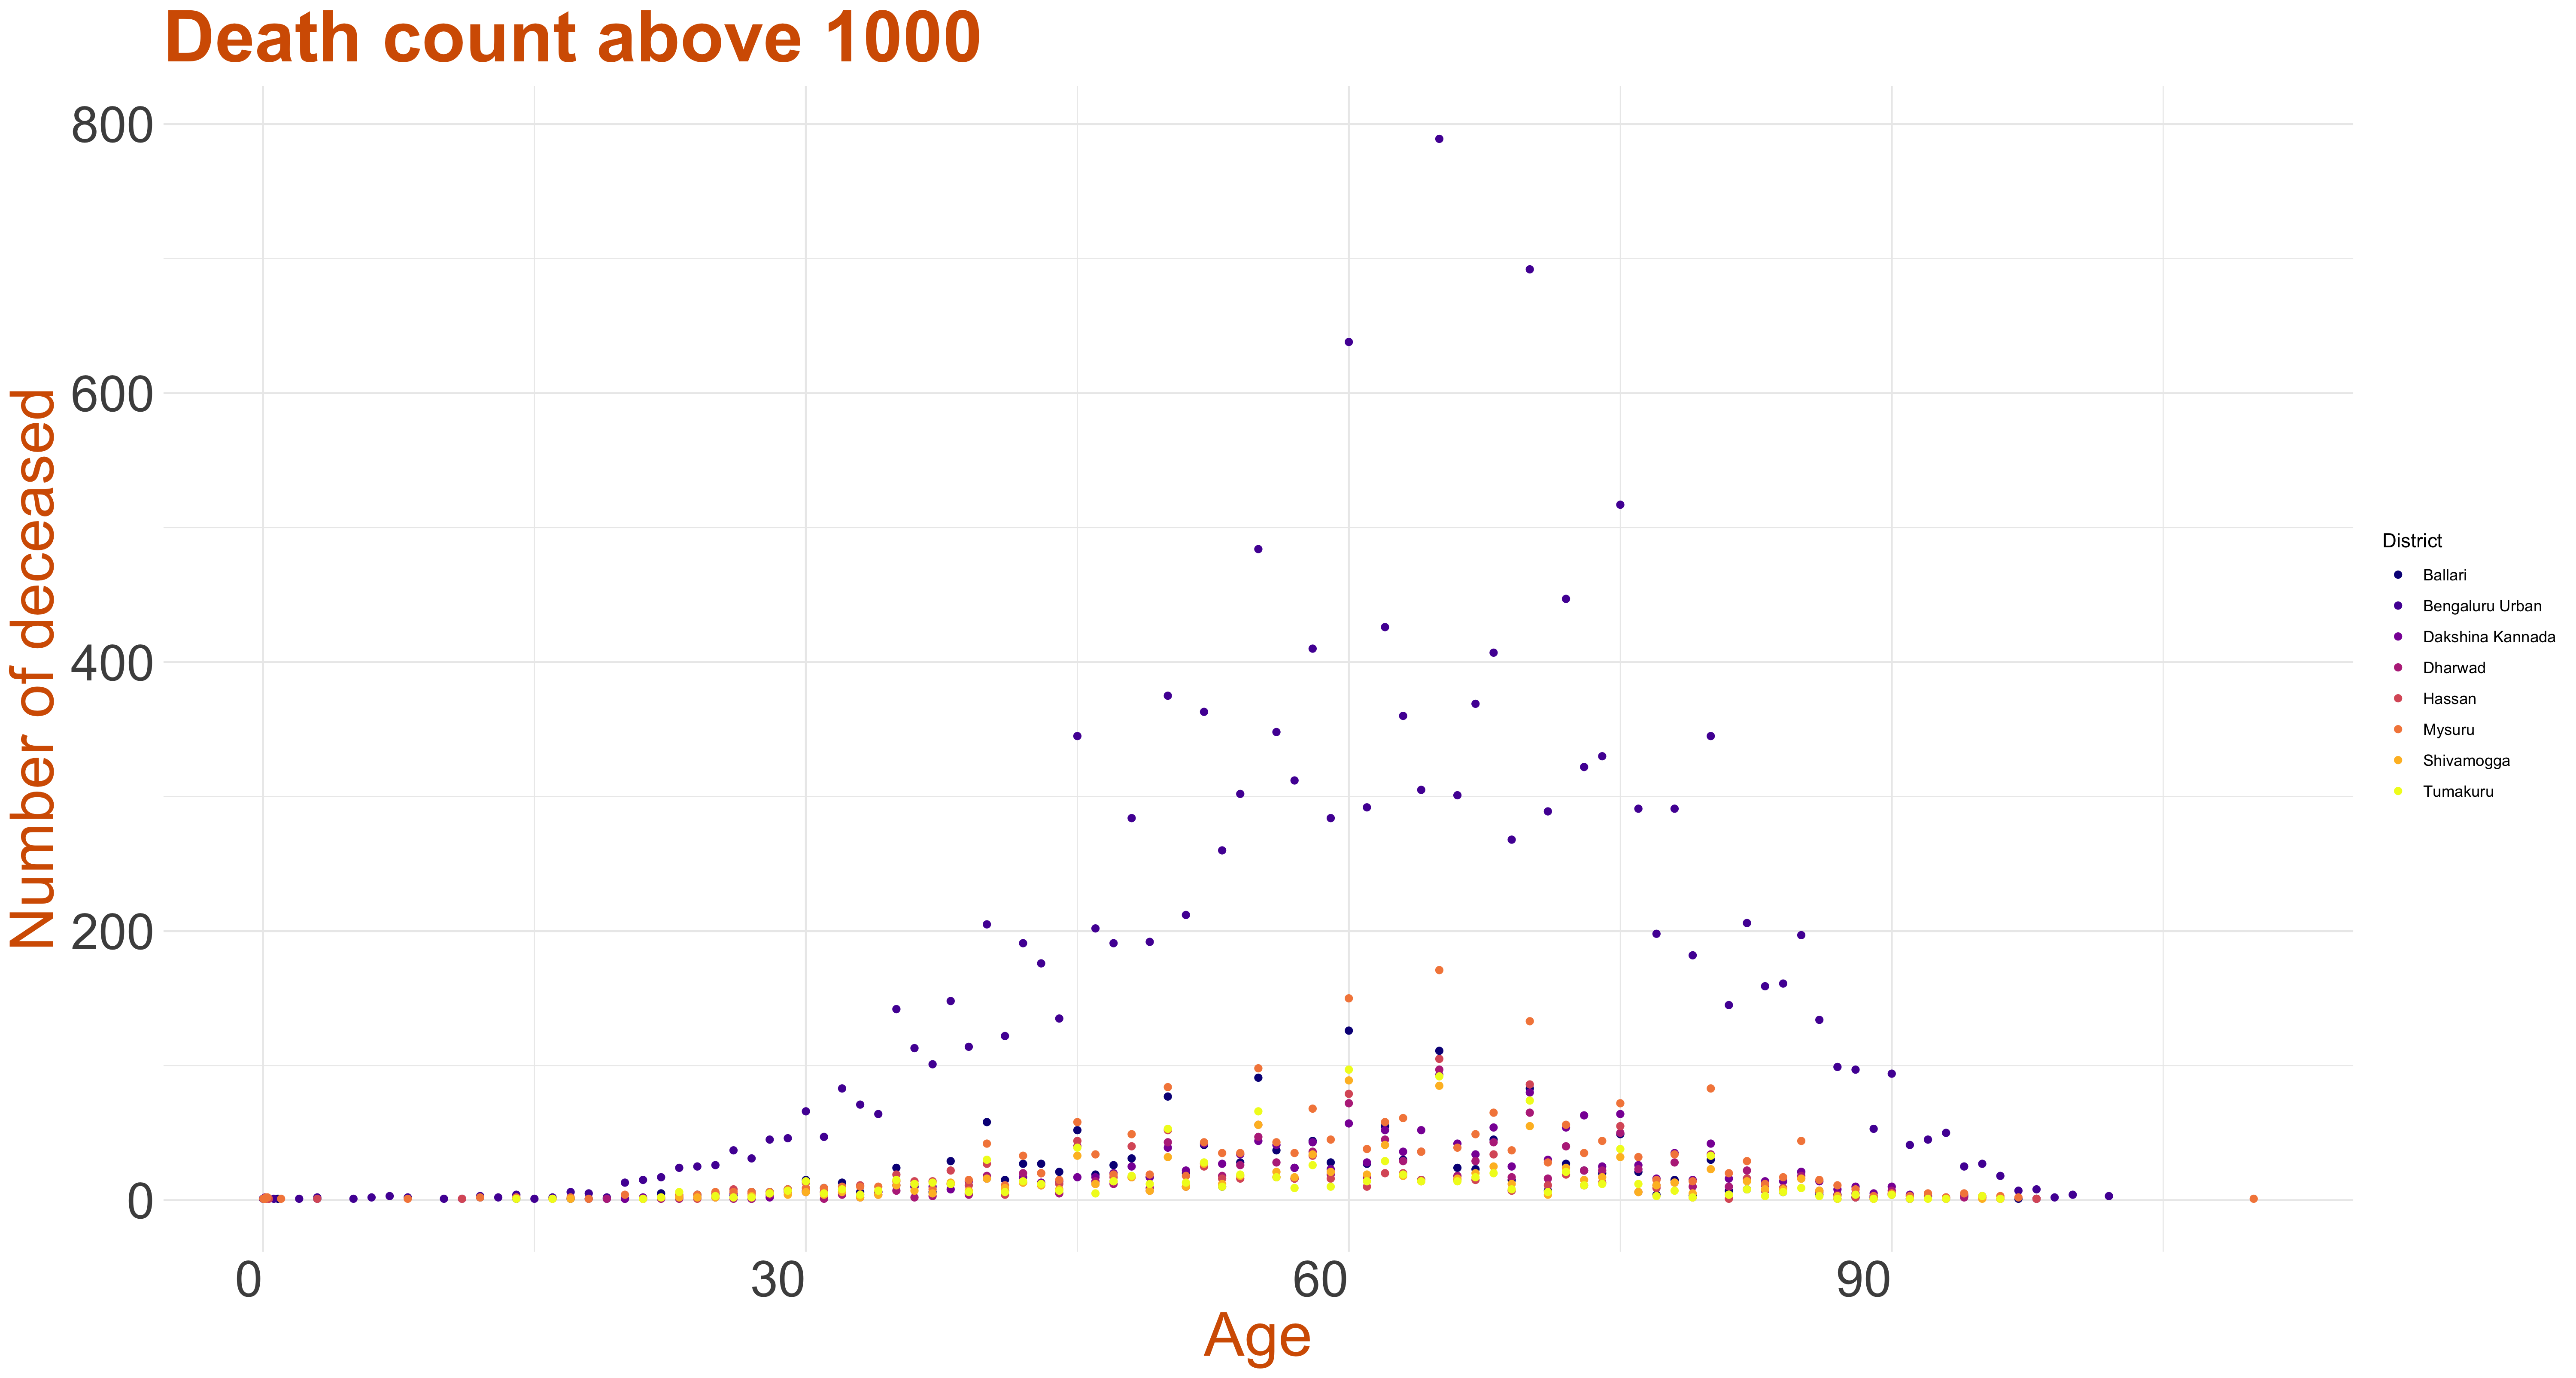 Death count above 1000
800
600
400
200
0
0 30 60 90
Number of deceased
Age
District
Ballari
Bengaluru Urban
Dakshina Kannada
Dharwad
Hassan
Mysuru
Shivamogga
Tumakuru